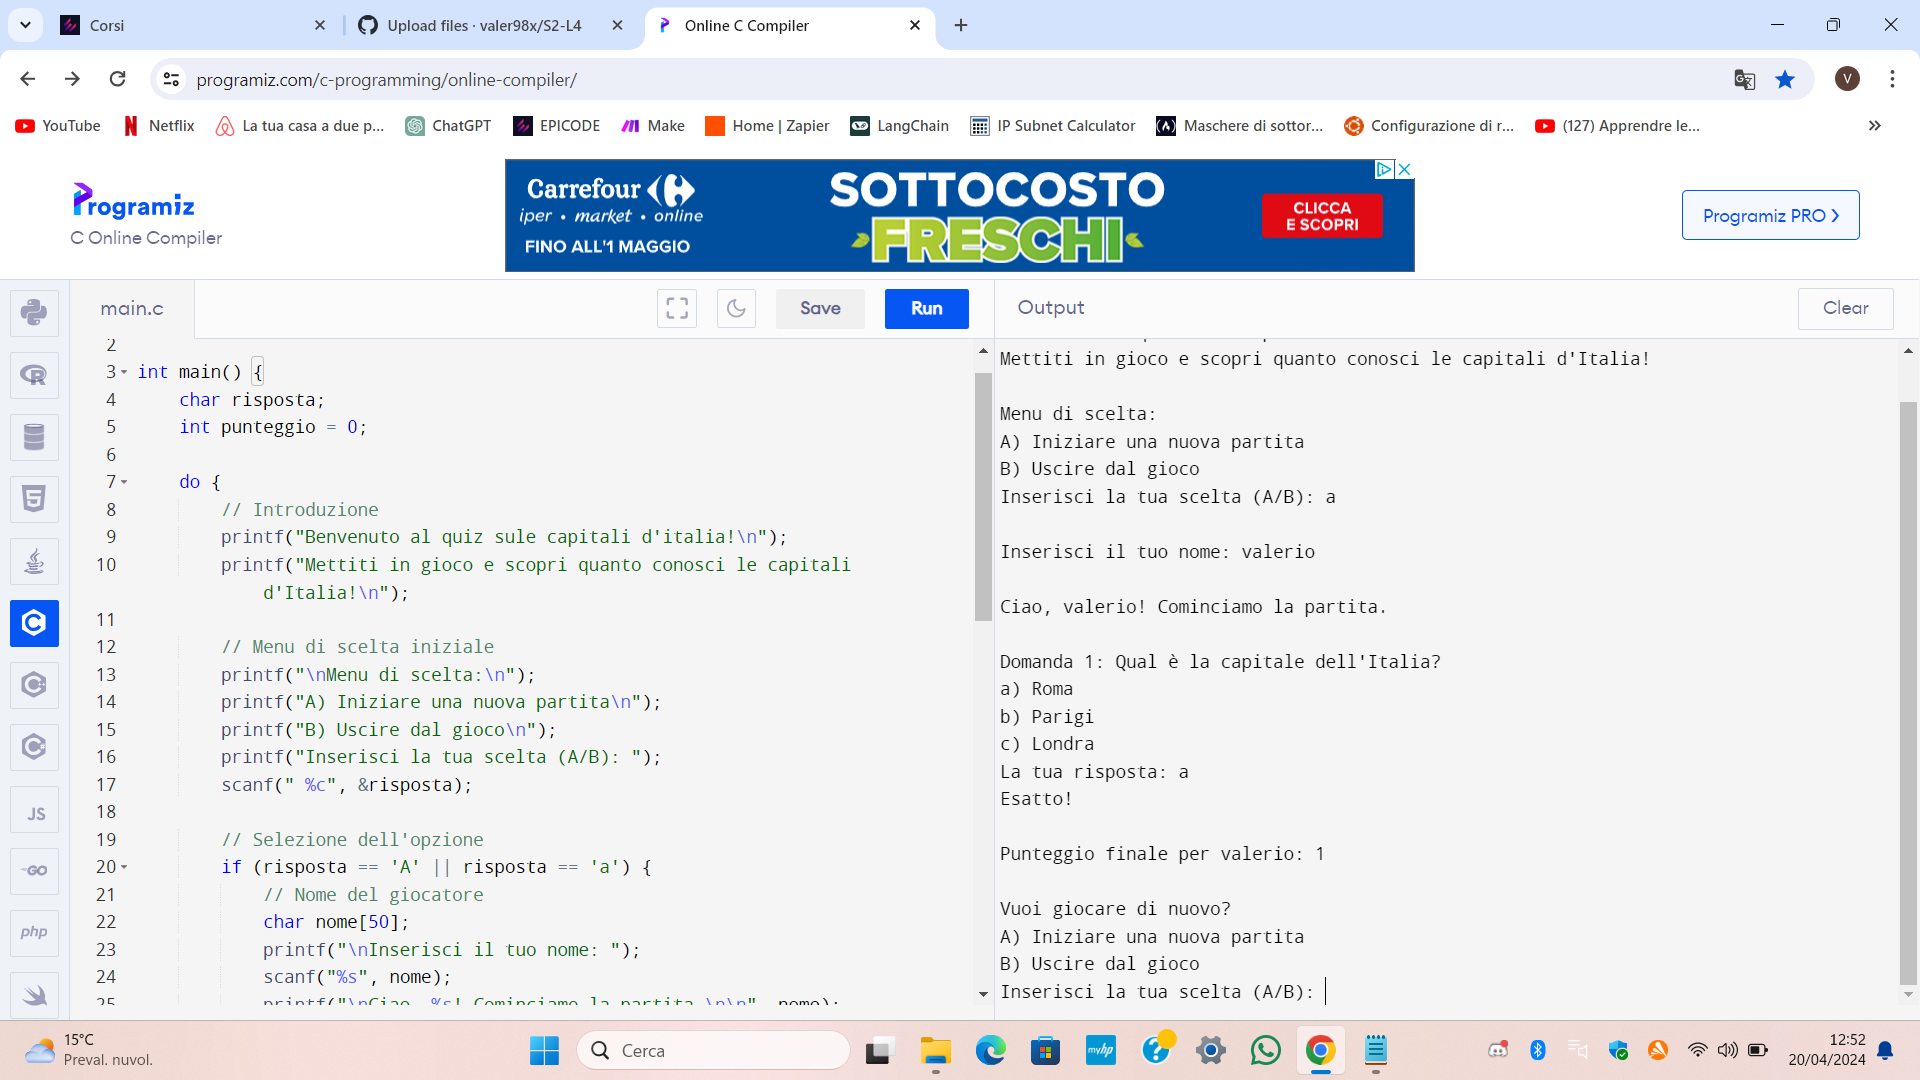 Corsi
Upload files · valer98x/S2-L4
Online C Compiler
programiz.com/c-programming/online-compiler/
V
YouTube
Netflix
La tua casa a due p...
ChatGPT
EPICODE
Make
Home | Zapier
LangChain
IP Subnet Calculator
Maschere di sottor...
Configurazione di r...
(127) Apprendre le...
Programiz
C Online Compiler
Carrefour
iper • market • online
FINO ALL'1 MAGGIO
SOTTOCOSTO
FRESCHI
CLICCA
E SCOPRI
Programiz PRO
main.c
Save
Run
Output
Clear
2
3 int main() {
4 char risposta;
5 int punteggio = 0;
6
7 do {
8 // Introduzione
9 printf("Benvenuto al quiz sule capitali d'italia!\n");
10 printf("Mettiti in gioco e scopri quanto conosci le capitali
d'Italia!\n");
11
12 // Menu di scelta iniziale
13 printf("\nMenu di scelta:\n");
14 printf("A) Iniziare una nuova partita\n");
15 printf("B) Uscire dal gioco\n");
16 printf("Inserisci la tua scelta (A/B): ");
17 scanf(" %c", &risposta);
18
19 // Selezione dell'opzione
20 if (risposta == 'A' || risposta == 'a') {
21 // Nome del giocatore
22 char nome[50];
23 printf("\nInserisci il tuo nome: ");
24 scanf("%s", nome);
25 printf("\nCiao, %s! Cominciamo la partita.\n\n", nome);
Mettiti in gioco e scopri quanto conosci le capitali d'Italia!
Menu di scelta:
A) Iniziare una nuova partita
B) Uscire dal gioco
Inserisci la tua scelta (A/B): a
Inserisci il tuo nome: valerio
Ciao, valerio! Cominciamo la partita.
Domanda 1: Qual è la capitale dell'Italia?
a) Roma
b) Parigi
c) Londra
La tua risposta: a
Esatto!
Punteggio finale per valerio: 1
Vuoi giocare di nuovo?
A) Iniziare una nuova partita
B) Uscire dal gioco
Inserisci la tua scelta (A/B):
JS
GO
php
15°C
Preval. nuvol.
Cerca
myhp
12:52
20/04/2024